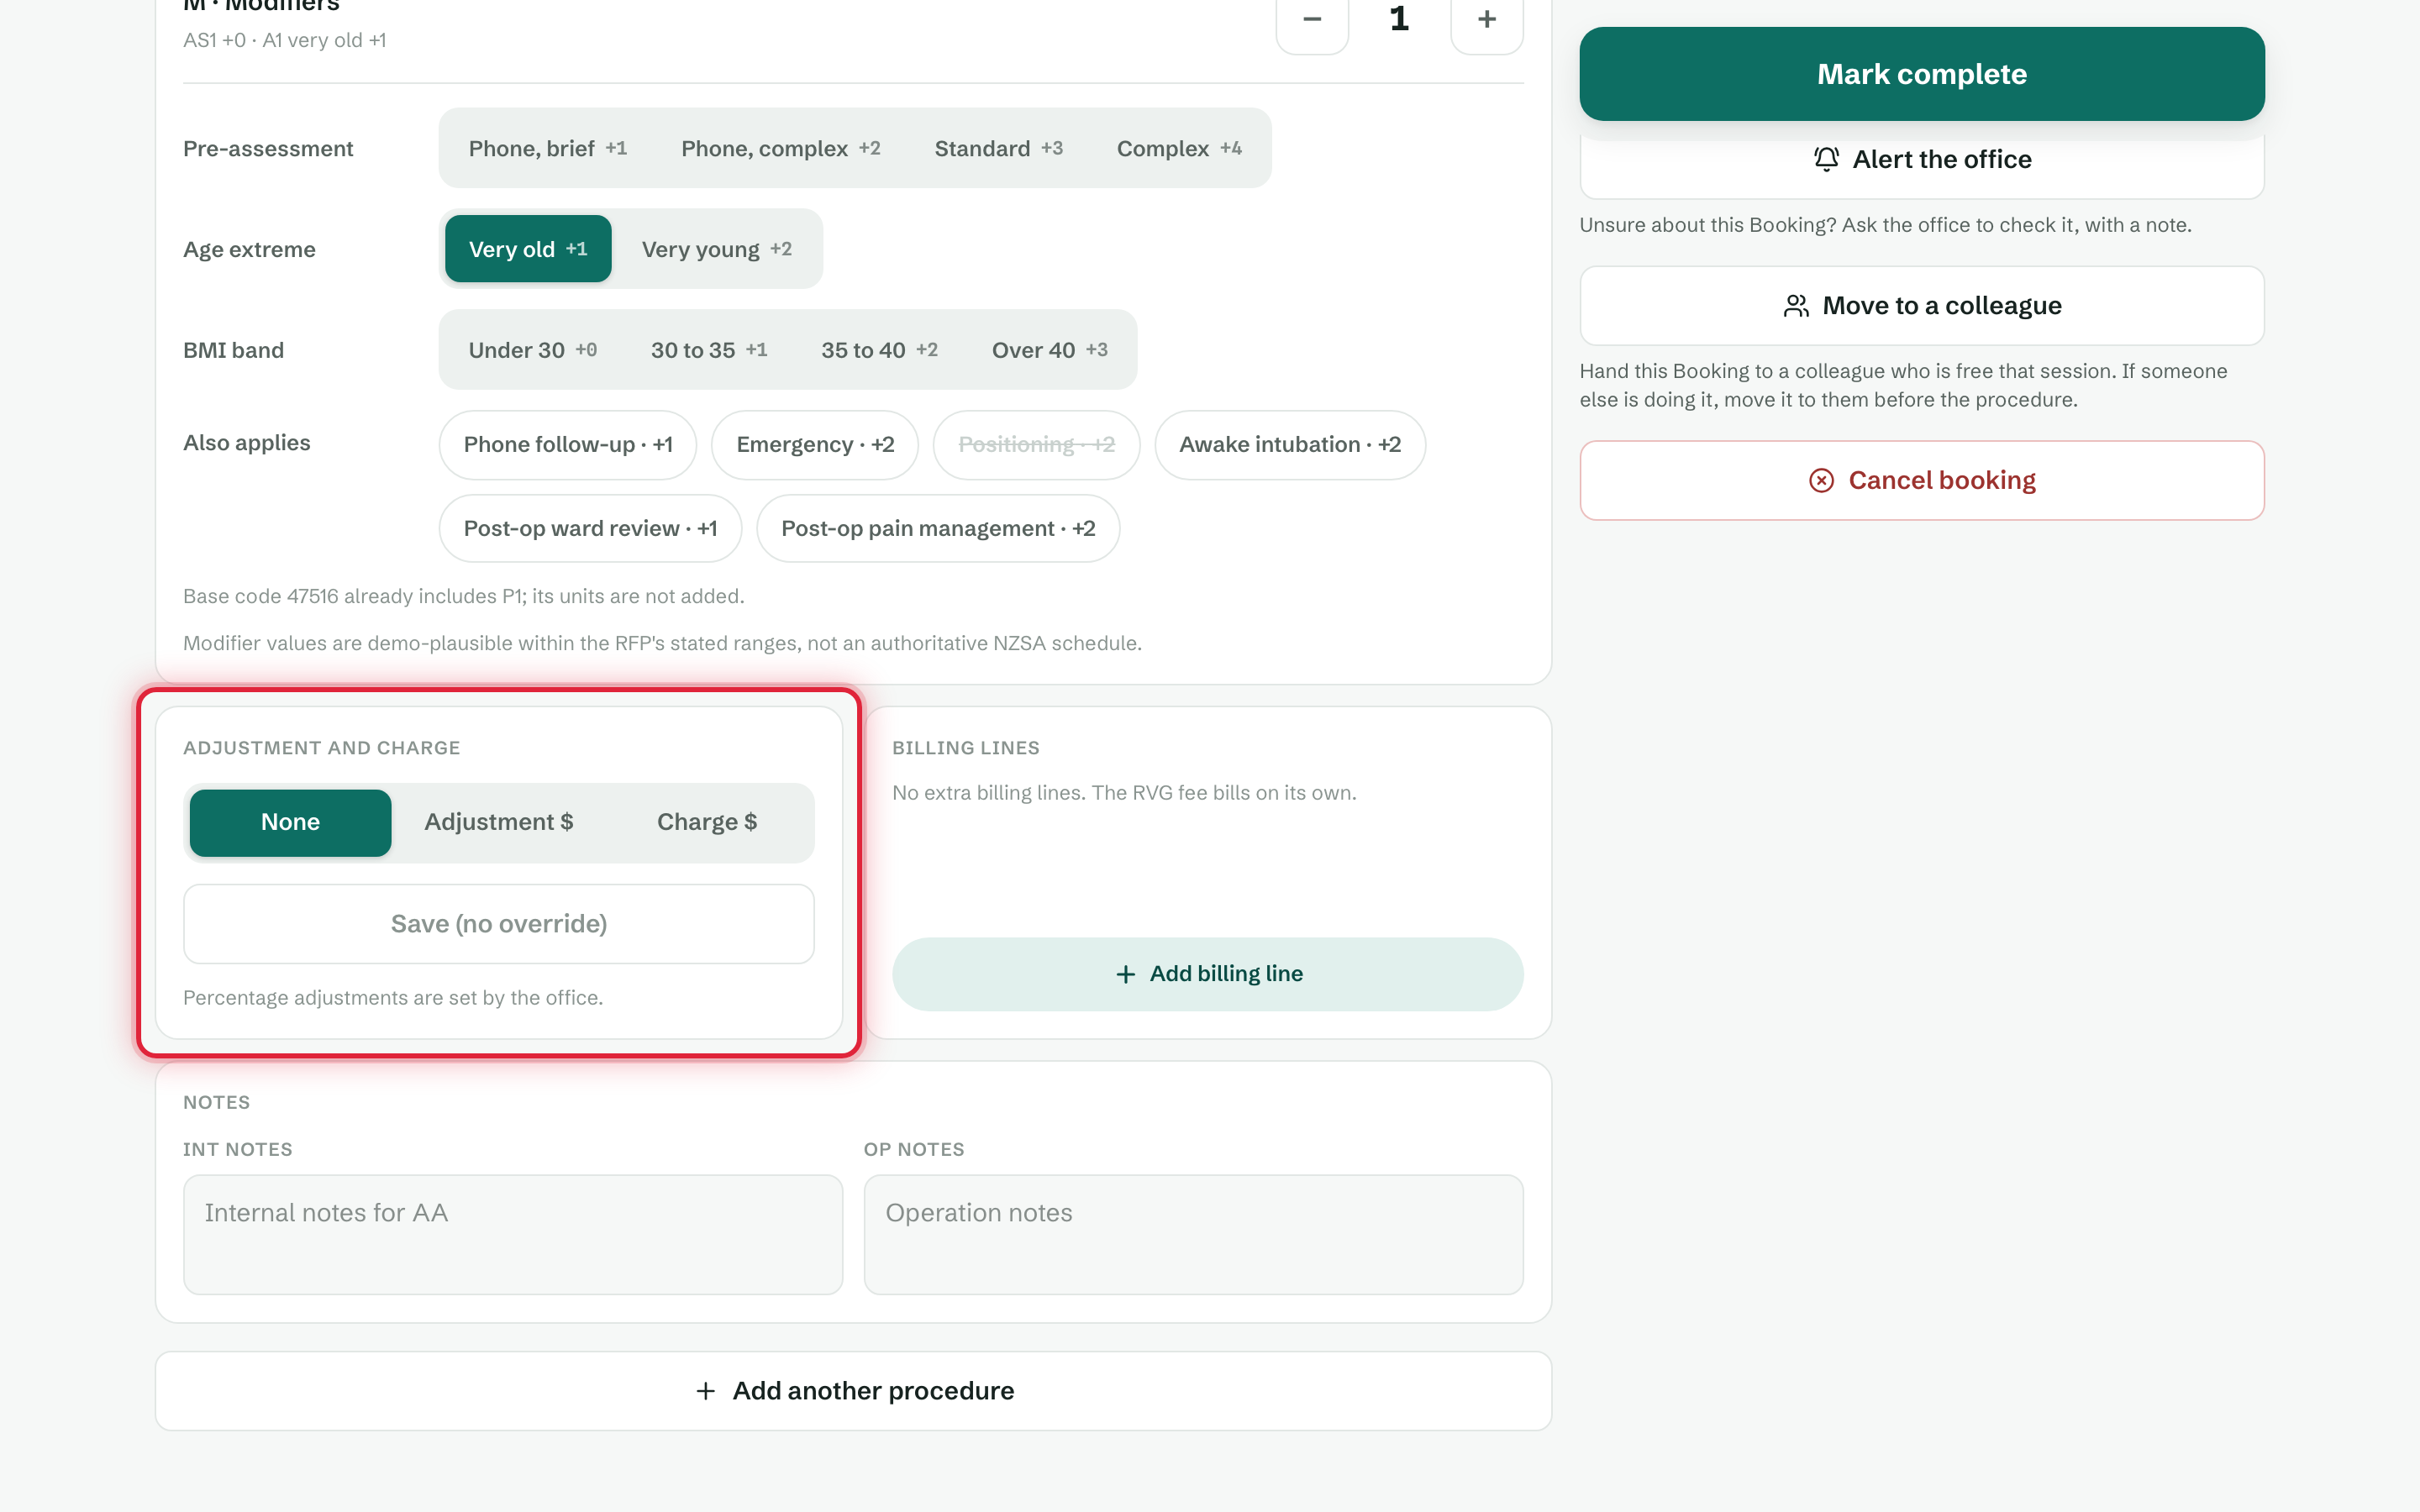 M · Modifiers
AS1 +0 · A1 very old +1
− 1 +
Pre-assessment
Phone, brief +1 Phone, complex +2 Standard +3 Complex +4
Age extreme
Very old +1 Very young +2
BMI band
Under 30 +0 30 to 35 +1 35 to 40 +2 Over 40 +3
Also applies
Phone follow-up · +1 Emergency · +2 Positioning · +2 Awake intubation · +2
Post-op ward review · +1 Post-op pain management · +2
Base code 47516 already includes P1; its units are not added.
Modifier values are demo-plausible within the RFP's stated ranges, not an authoritative NZSA schedule.
ADJUSTMENT AND CHARGE
None Adjustment $ Charge $
Save (no override)
Percentage adjustments are set by the office.
BILLING LINES
No extra billing lines. The RVG fee bills on its own.
+ Add billing line
NOTES
INT NOTES
Internal notes for AA
OP NOTES
Operation notes
+ Add another procedure
Mark complete
Alert the office
Unsure about this Booking? Ask the office to check it, with a note.
Move to a colleague
Hand this Booking to a colleague who is free that session. If someone
else is doing it, move it to them before the procedure.
Cancel booking